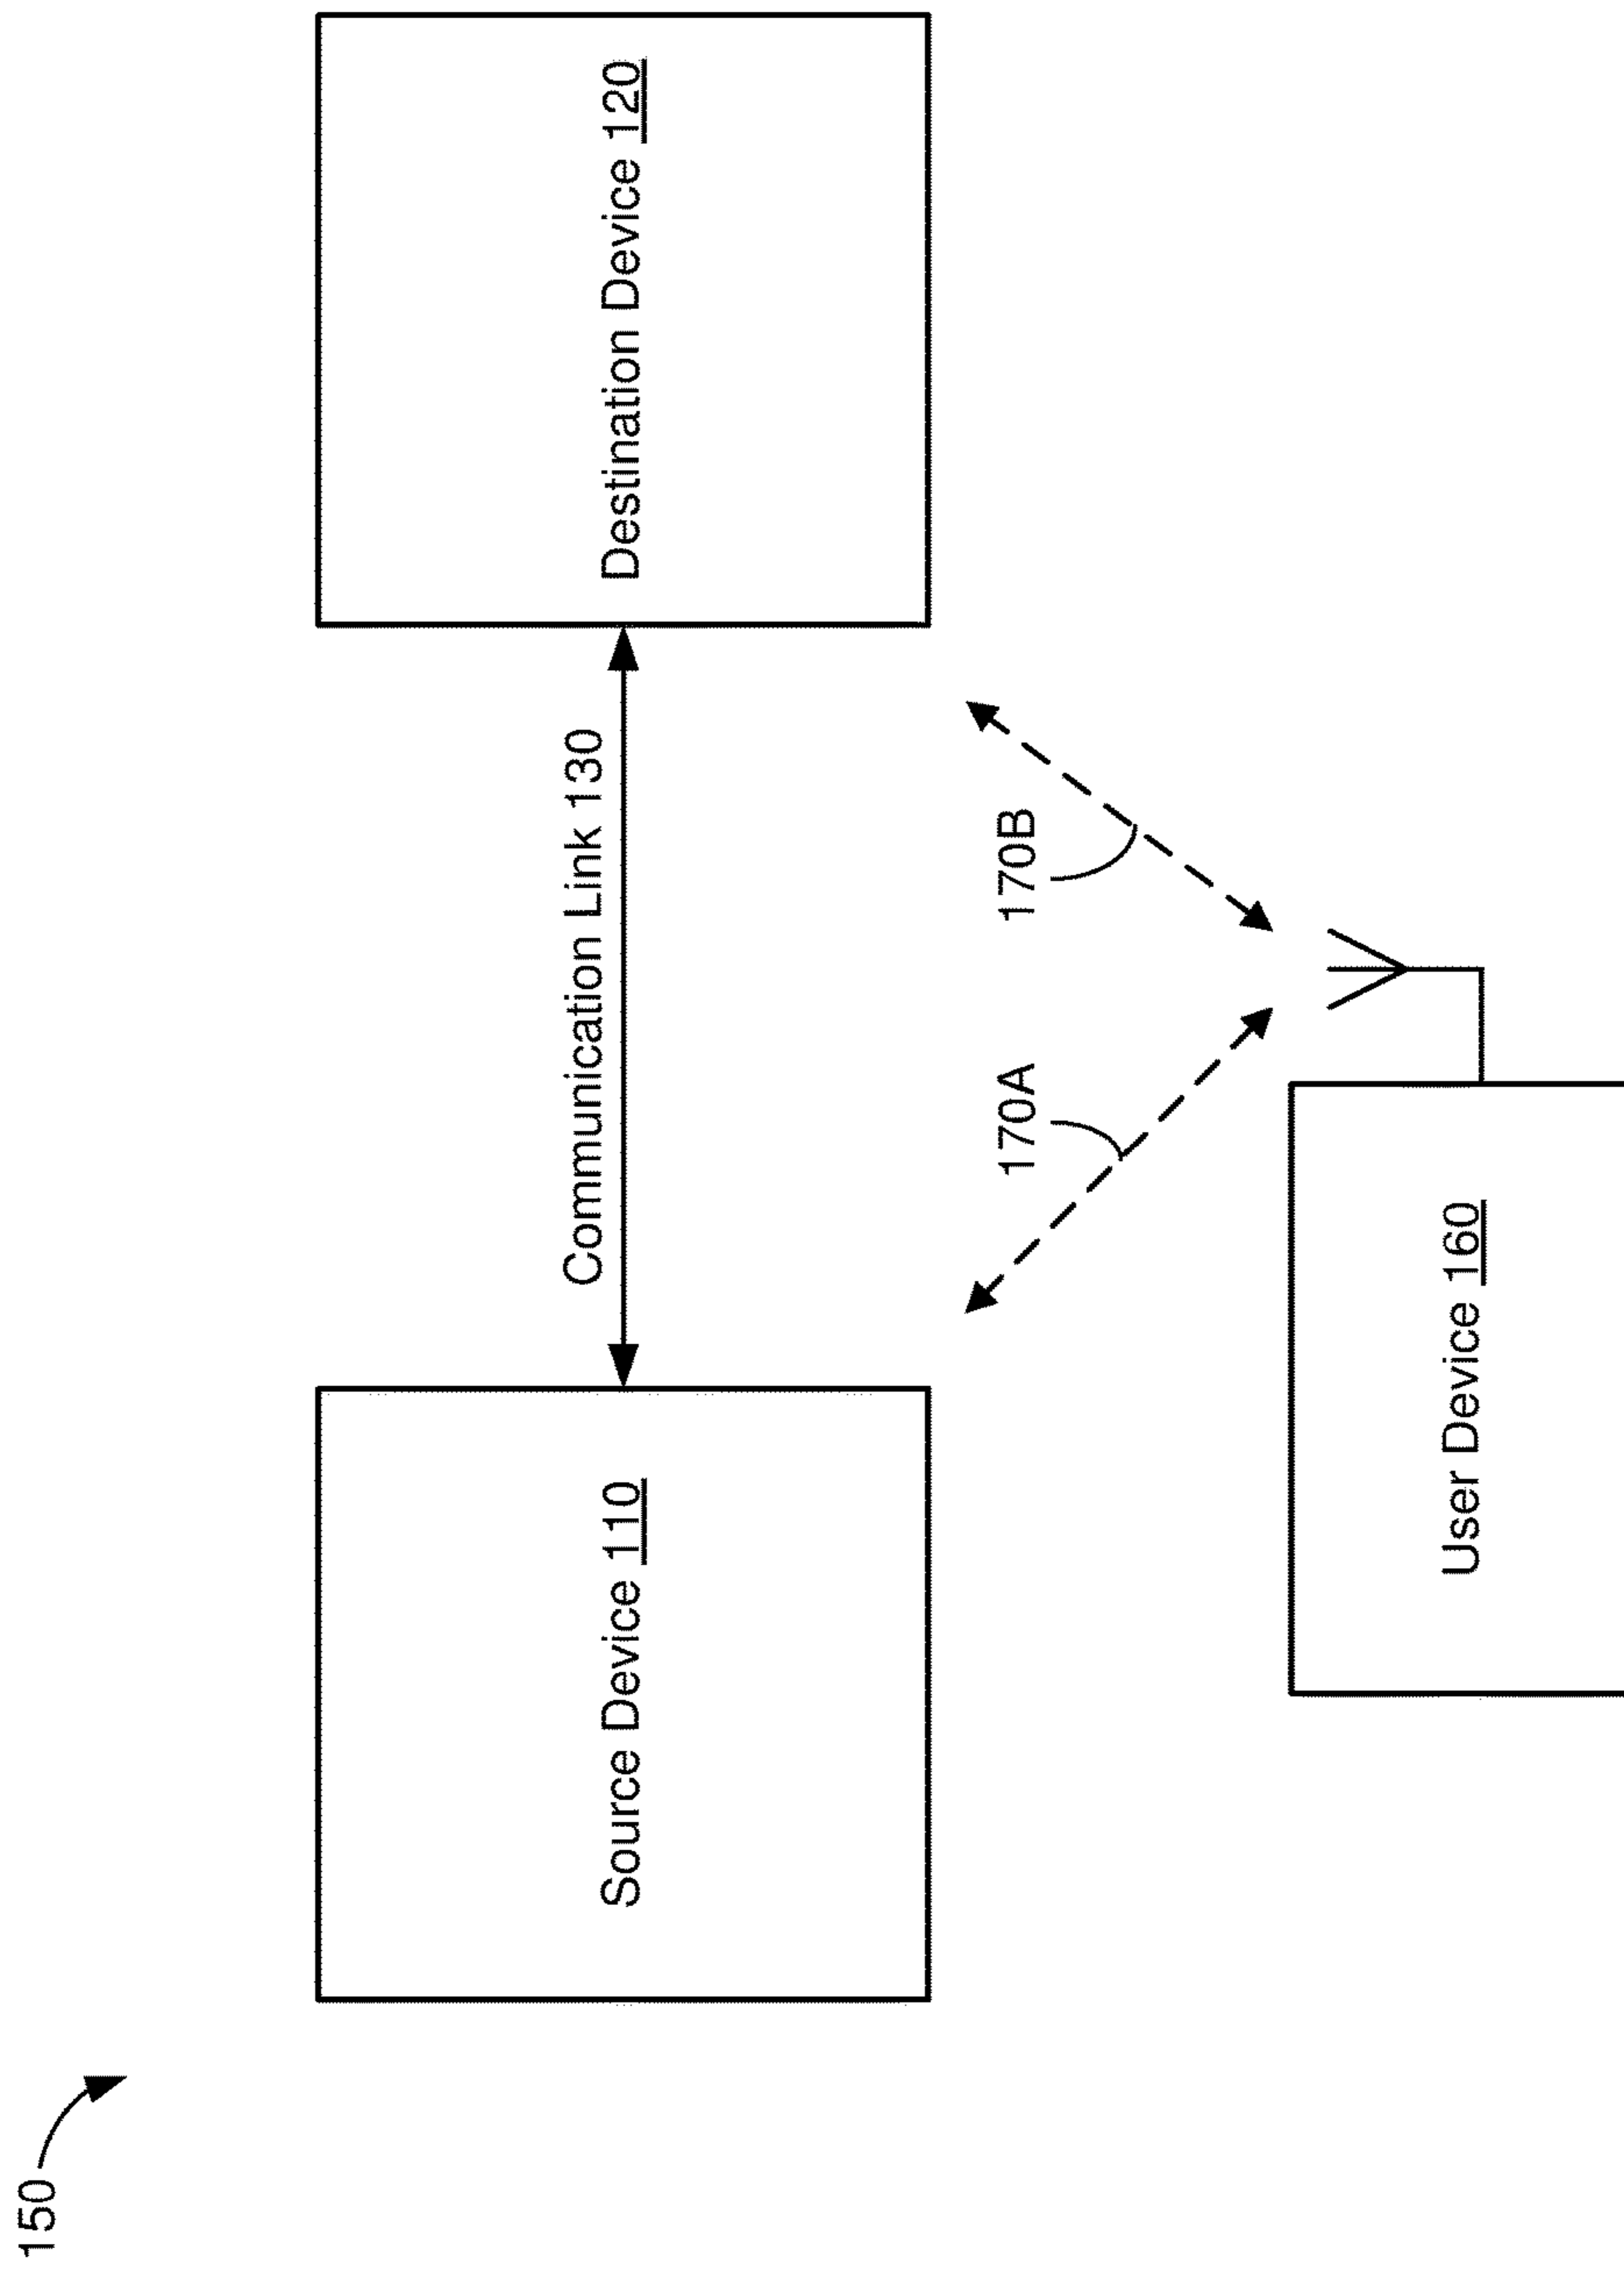 150
Source Device 110
Communication Link 130
Destination Device 120
170A
170B
User Device 160